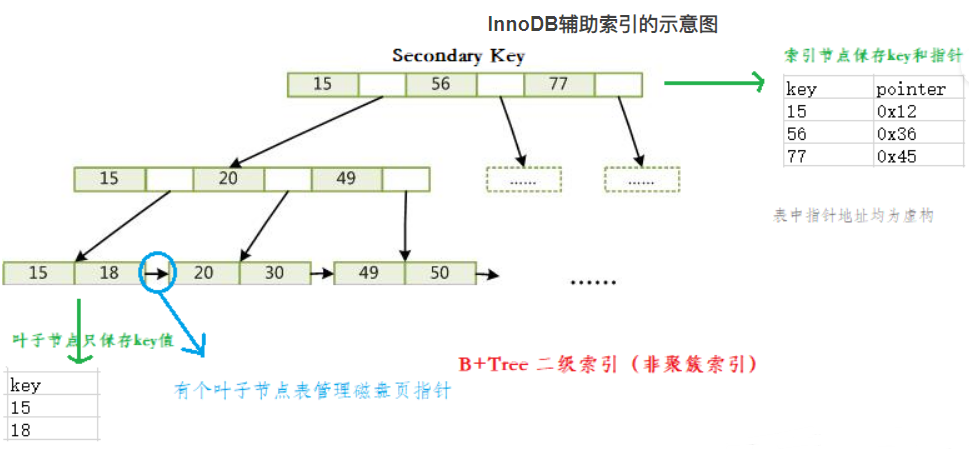 InnoDB辅助索引的示意图
Secondary Key
索引节点保存key和指针
15 56 77
key pointer
15 0x12
56 0x36
77 0x45
15 20 49
...... ......
表中指针地址均为虚构
15 18 20 30 49 50
......
叶子节点只保存key值
B+Tree 二级索引（非聚簇索引）
有个叶子节点表管理磁盘页指针
key
15
18